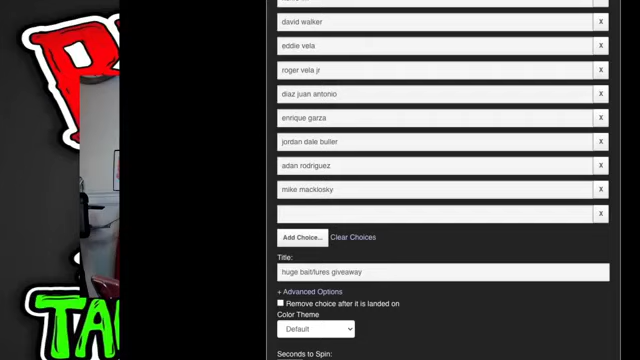 david walker X
eddie vela X
roger vela jr X
diaz juan antonio X
enrique garza X
jordan dale buller X
adan rodriguez X
mike macklosky X
X
Add Choice... Clear Choices
Title:
huge bait/lures giveaway
+ Advanced Options
Remove choice after it is landed on
Color Theme
Default
Seconds to Spin:
TA